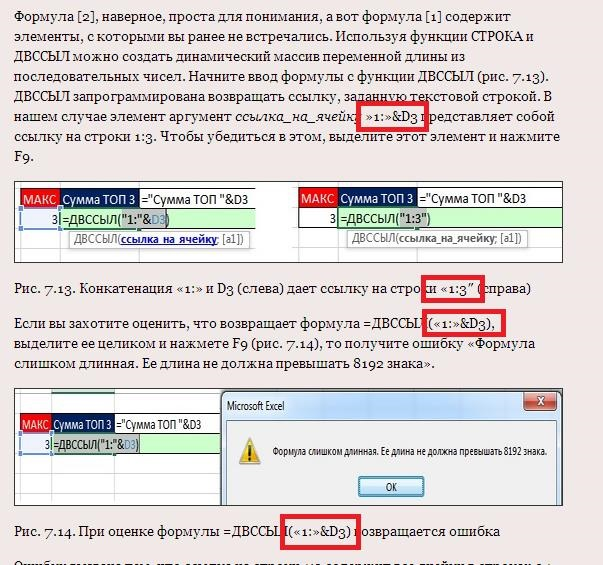 Формула [2], наверное, проста для понимания, а вот формула [1] содержит
элементы, с которыми вы ранее не встречались. Используя функции СТРОКА и
ДВССЫЛ можно создать динамический массив переменной длины из
последовательных чисел. Начните ввод формулы с функции ДВССЫЛ (рис. 7.13).
ДВССЫЛ запрограммирована возвращать ссылку, заданную текстовой строкой. В
нашем случае элемент аргумент ссылка_на_ячейку »1:»&D3 представляет собой
ссылку на строки 1:3. Чтобы убедиться в этом, выделите этот элемент и нажмите
F9.
МАКС Сумма ТОП 3 ="Сумма ТОП "&D3
3 =ДВССЫЛ("1:"&D3)
ДВССЫЛ(ссылка_на_ячейку; [a1])
МАКС Сумма ТОП 3 ="Сумма ТОП "&D3
3 =ДВССЫЛ("1:3")
ДВССЫЛ(ссылка_на_ячейку; [a1])
Рис. 7.13. Конкатенация «1:» и D3 (слева) дает ссылку на строки «1:3″ (справа)
Если вы захотите оценить, что возвращает формула =ДВССЫЛ(«1:»&D3),
выделите ее целиком и нажмете F9 (рис. 7.14), то получите ошибку «Формула
слишком длинная. Ее длина не должна превышать 8192 знака».
МАКС Сумма ТОП 3 ="Сумма ТОП "&D3
3 =ДВССЫЛ("1:"&D3)
Microsoft Excel
Формула слишком длинная. Ее длина не должна превышать 8192 знака.
ОК
Рис. 7.14. При оценке формулы =ДВССЫЛ(«1:»&D3) возвращается ошибка